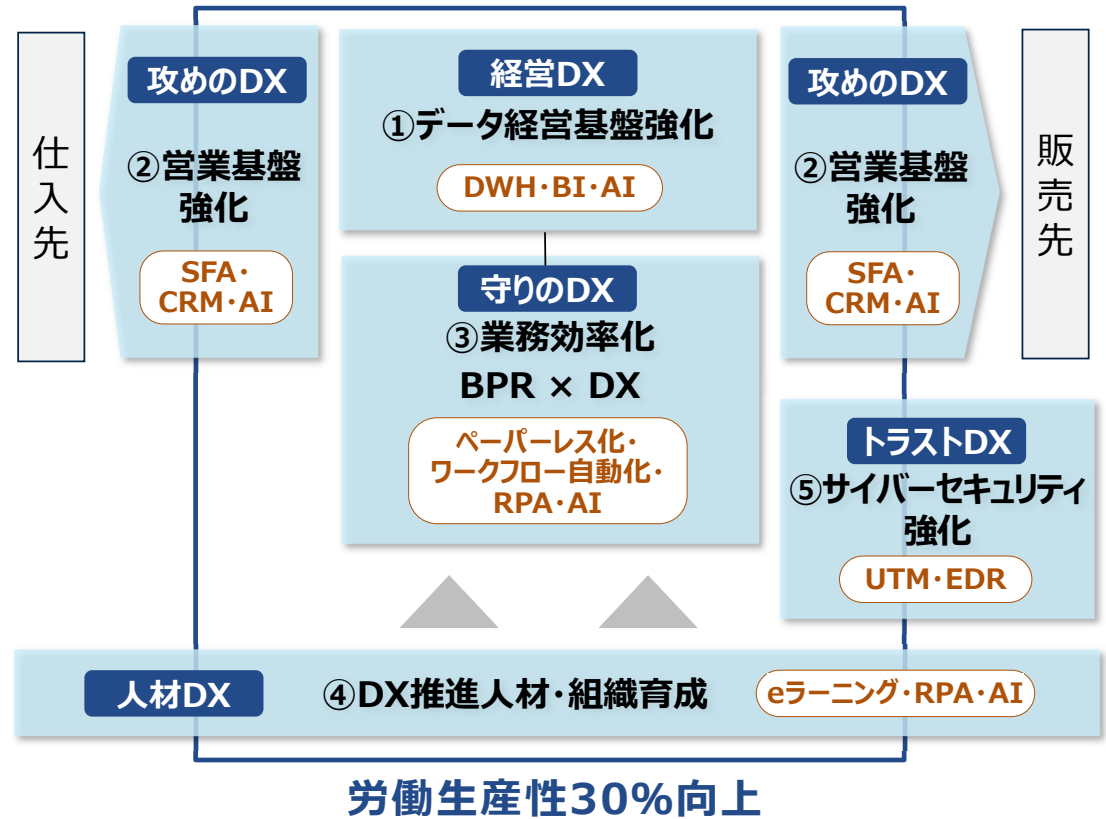 仕入先
攻めのDX
②営業基盤
強化
SFA・
CRM・AI
経営DX
①データ経営基盤強化
DWH・BI・AI
攻めのDX
②営業基盤
強化
SFA・
CRM・AI
販売先
守りのDX
③業務効率化
BPR × DX
ペーパーレス化・
ワークフロー自動化・
RPA・AI
トラストDX
⑤サイバーセキュリティ
強化
UTM・EDR
人材DX
④DX推進人材・組織育成
eラーニング・RPA・AI
労働生産性30%向上